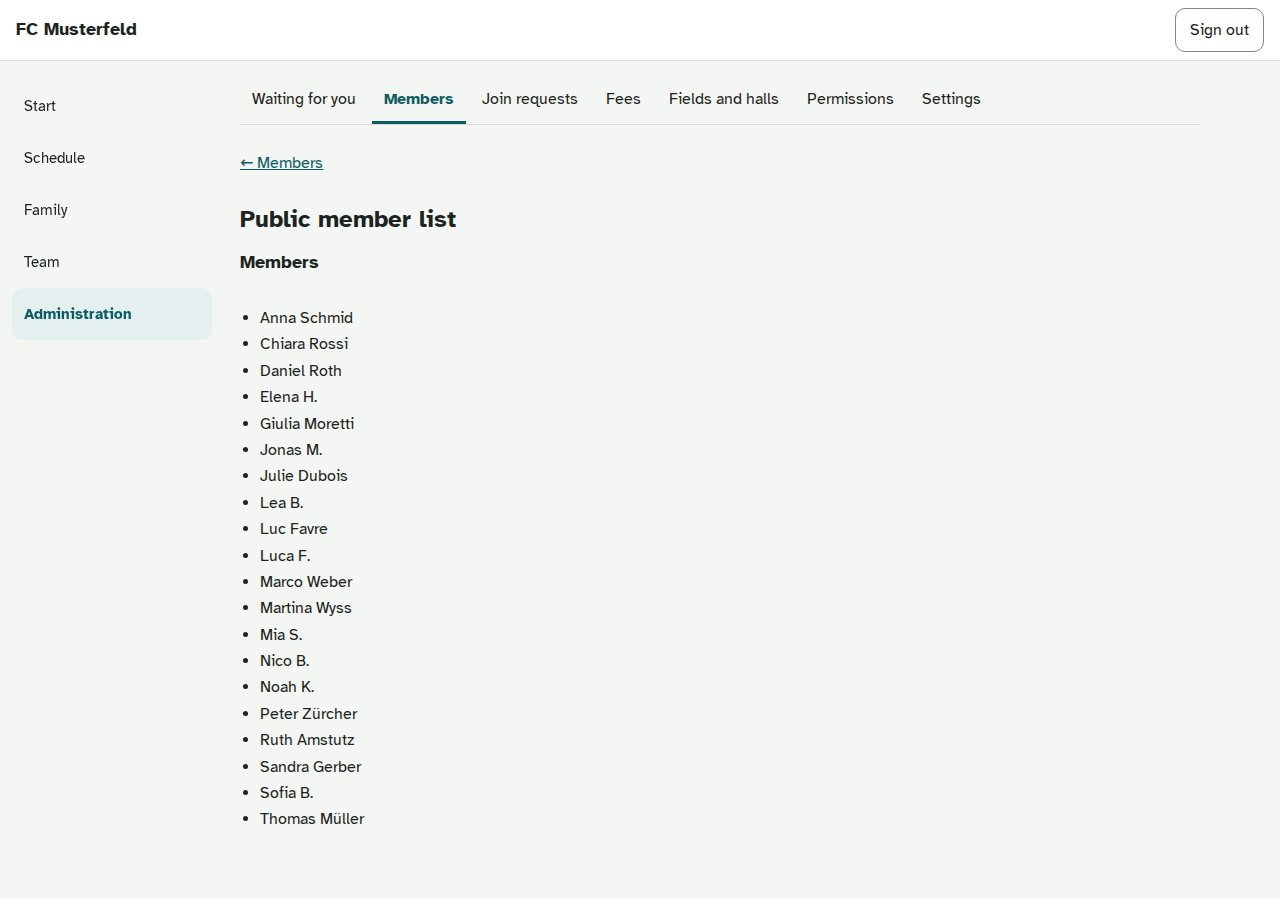 FC Musterfeld
Sign out
Start
Schedule
Family
Team
Administration
Waiting for you
Members
Join requests
Fees
Fields and halls
Permissions
Settings
← Members
Public member list
Members
• Anna Schmid
• Chiara Rossi
• Daniel Roth
• Elena H.
• Giulia Moretti
• Jonas M.
• Julie Dubois
• Lea B.
• Luc Favre
• Luca F.
• Marco Weber
• Martina Wyss
• Mia S.
• Nico B.
• Noah K.
• Peter Zürcher
• Ruth Amstutz
• Sandra Gerber
• Sofia B.
• Thomas Müller